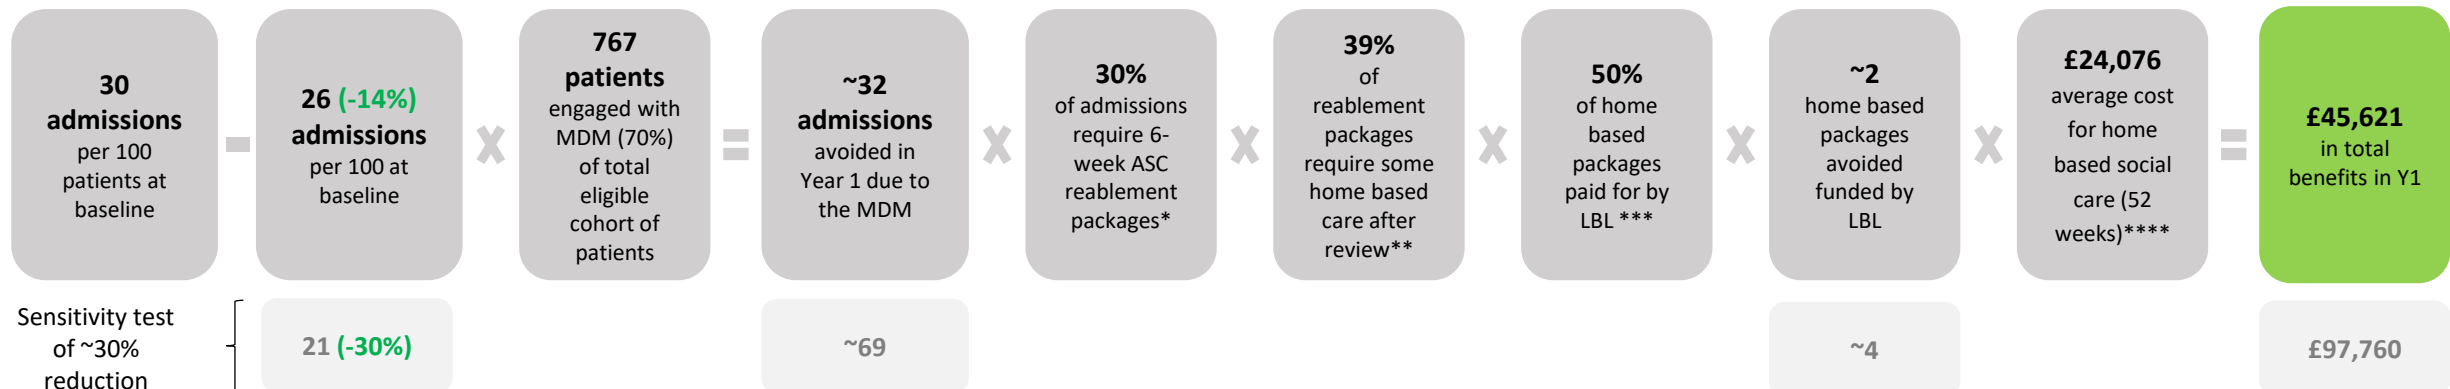 30
admissions
per 100
patients at
baseline
26 (-14%)
admissions
per 100 at
baseline
767
patients
engaged with
MDM (70%)
of total
eligible
cohort of
patients
~32
admissions
avoided in
Year 1 due to
the MDM
30%
of admissions
require 6-
week ASC
reablement
packages*
39%
of
reablement
packages
require some
home based
care after
review**
50%
of home
based
packages
paid for by
LBL ***
~2
home based
packages
avoided
funded by
LBL
£24,076
average cost
for home
based social
care (52
weeks)****
£45,621
in total
benefits in Y1
Sensitivity test
of ~30%
reduction
21 (-30%)
~69
~4
£97,760